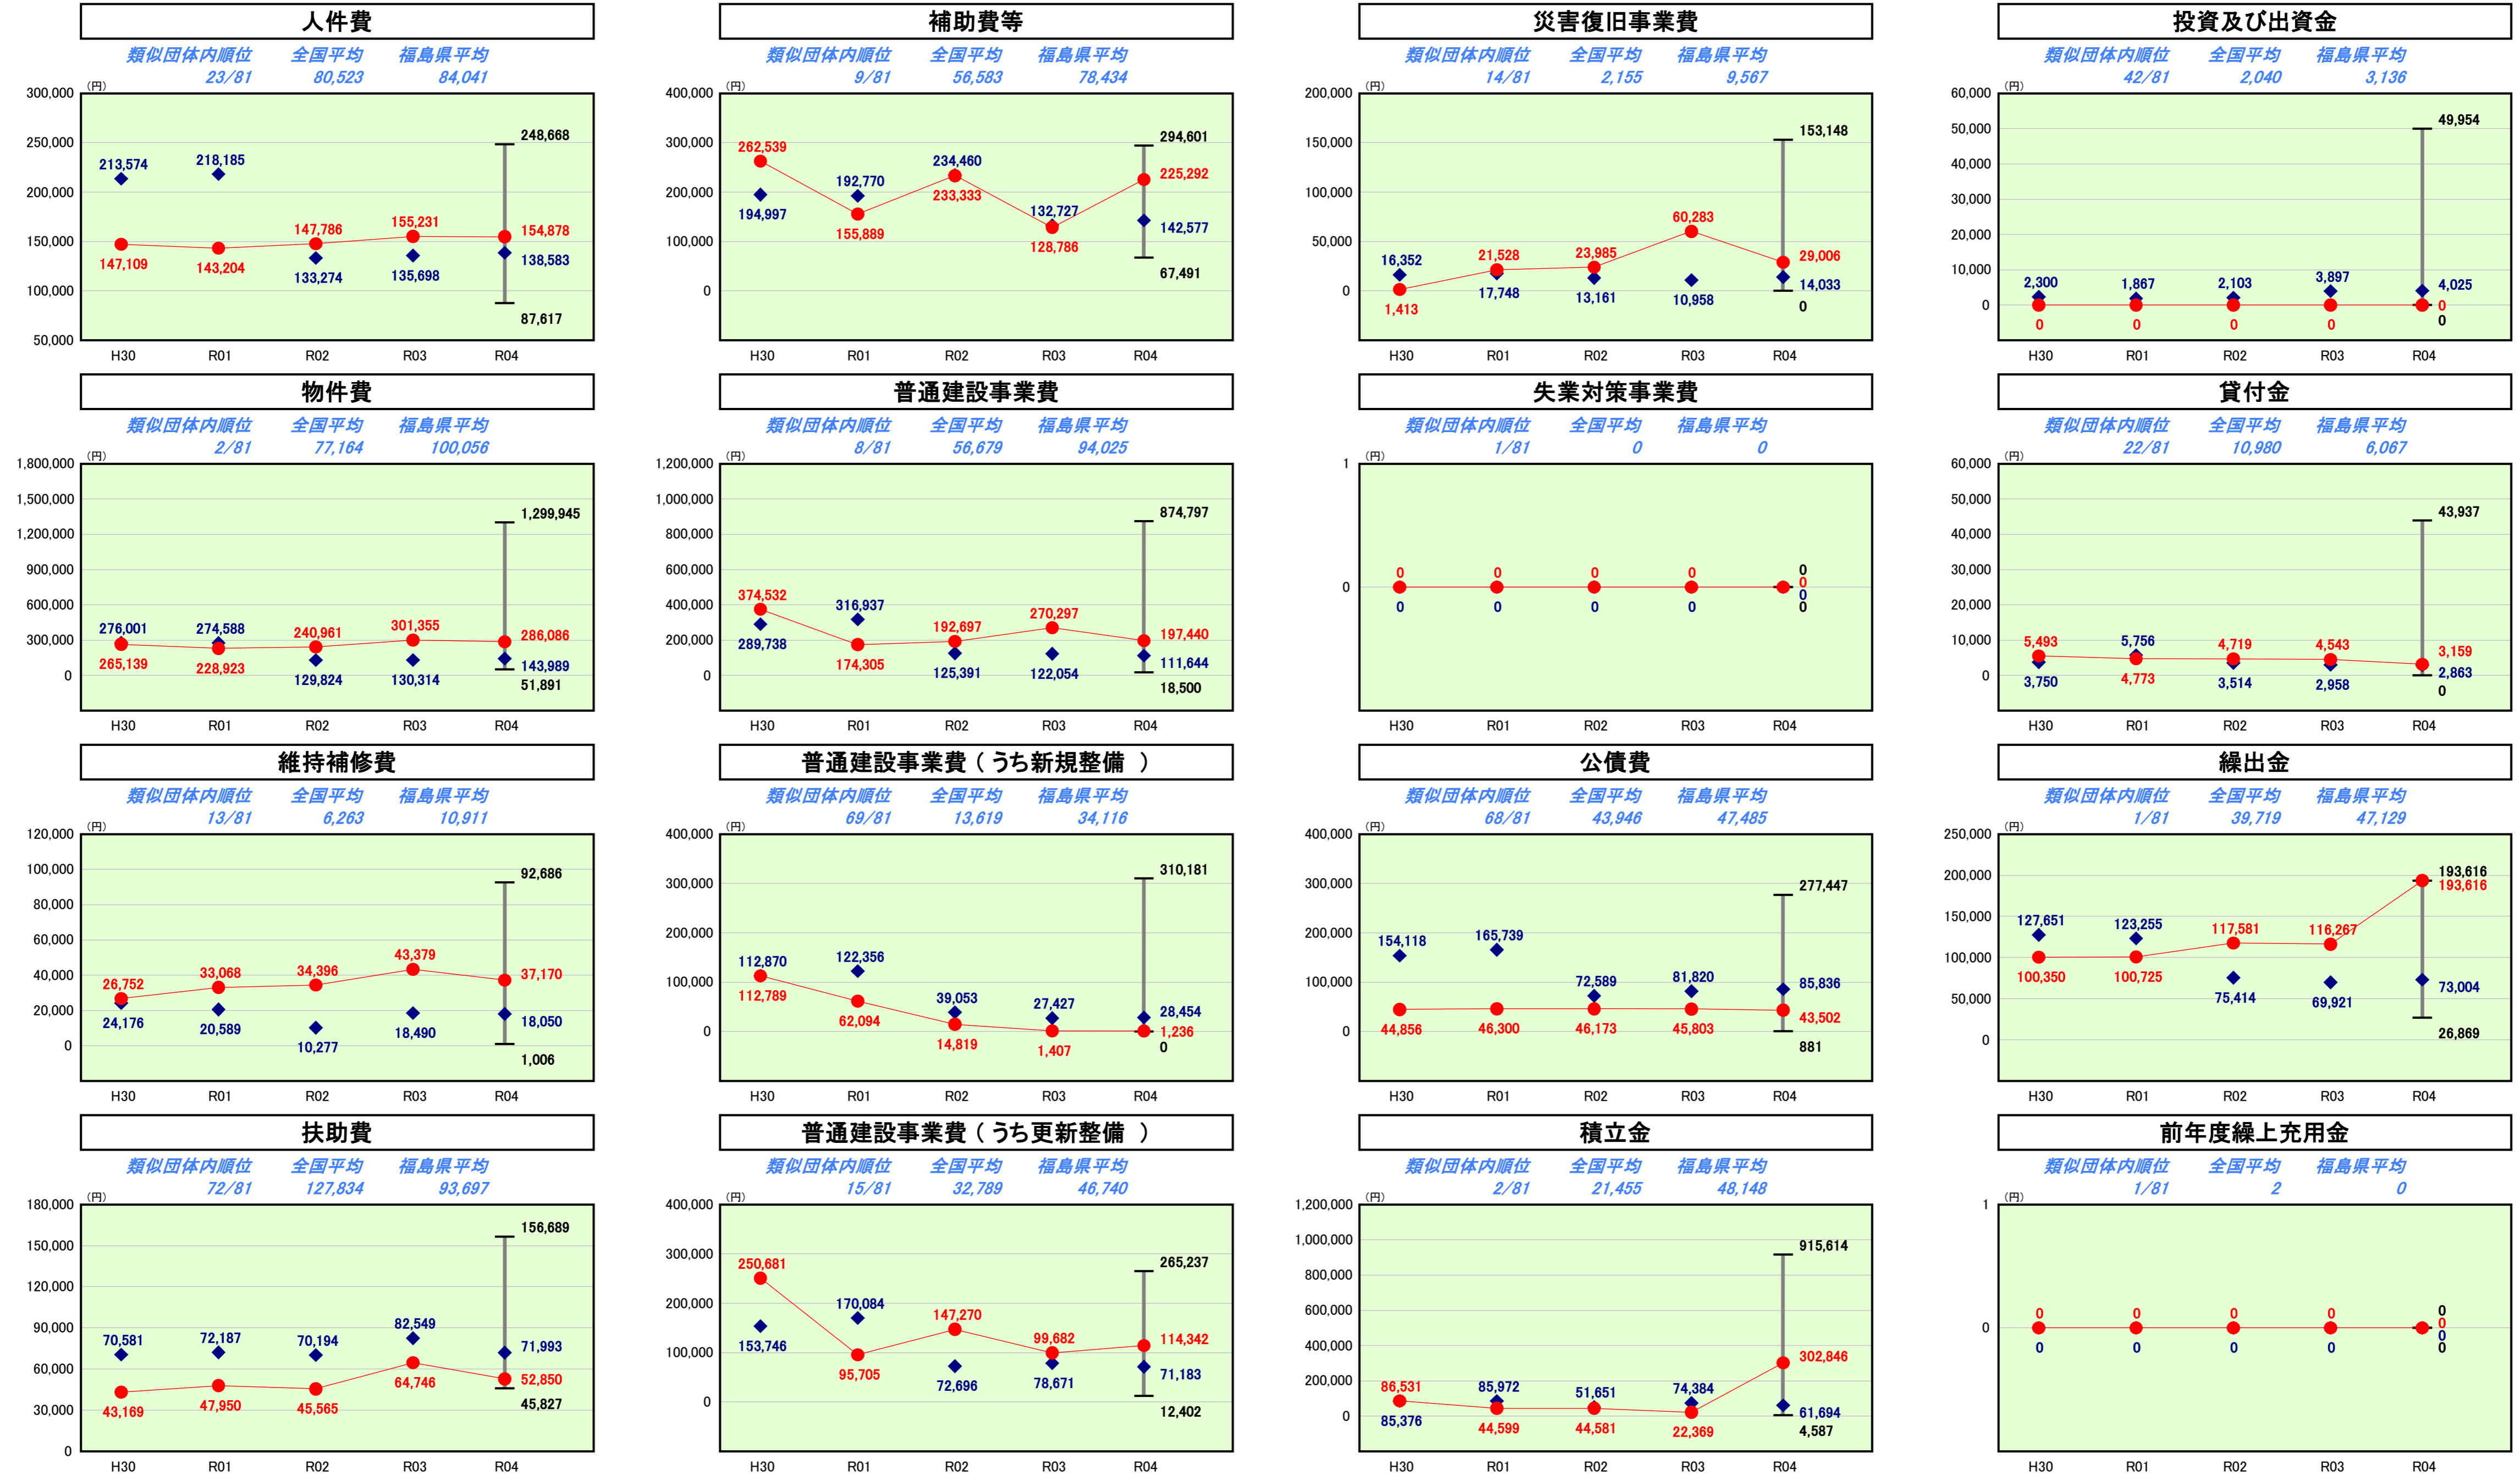 人件費
類似団体内順位 全国平均 福島県平均
23/81 80,523 84,041
(円)
300,000
250,000
200,000
150,000
100,000
50,000
213,574 218,185 248,668
147,786 155,231 154,878
147,109 143,204 133,274 135,698 138,583
87,617
H30 R01 R02 R03 R04
補助費等
類似団体内順位 全国平均 福島県平均
9/81 56,583 78,434
(円)
400,000
300,000
200,000
100,000
0
262,539 192,770 234,460 132,727 294,601
225,292
194,997 155,889 233,333 128,786 142,577
67,491
H30 R01 R02 R03 R04
災害復旧事業費
類似団体内順位 全国平均 福島県平均
14/81 2,155 9,567
(円)
200,000
150,000
100,000
50,000
0
16,352 21,528 23,985 60,283 153,148
29,006
1,413 17,748 13,161 10,958 14,033
0
H30 R01 R02 R03 R04
投資及び出資金
類似団体内順位 全国平均 福島県平均
42/81 2,040 3,136
(円)
60,000
50,000
40,000
30,000
20,000
10,000
0
49,954
2,300 1,867 2,103 3,897 4,025
0 0 0 0 0
0
H30 R01 R02 R03 R04
物件費
類似団体内順位 全国平均 福島県平均
2/81 77,164 100,056
(円)
1,800,000
1,500,000
1,200,000
900,000
600,000
300,000
0
1,299,945
276,001 274,588 240,961 301,355 286,086
265,139 228,923 129,824 130,314 143,989
51,891
H30 R01 R02 R03 R04
普通建設事業費
類似団体内順位 全国平均 福島県平均
8/81 56,679 94,025
(円)
1,200,000
1,000,000
800,000
600,000
400,000
200,000
0
874,797
374,532 316,937 192,697 270,297 197,440
289,738 174,305 125,391 122,054 111,644
18,500
H30 R01 R02 R03 R04
失業対策事業費
類似団体内順位 全国平均 福島県平均
1/81 0 0
(円)
1
0
0 0 0 0 0
0
0 0 0 0 0
0
H30 R01 R02 R03 R04
貸付金
類似団体内順位 全国平均 福島県平均
22/81 10,980 6,067
(円)
60,000
50,000
40,000
30,000
20,000
10,000
0
43,937
5,493 5,756 4,719 4,543 3,159
3,750 4,773 3,514 2,958 2,863
0
H30 R01 R02 R03 R04
維持補修費
類似団体内順位 全国平均 福島県平均
13/81 6,263 10,911
(円)
120,000
100,000
80,000
60,000
40,000
20,000
0
92,686
26,752 33,068 34,396 43,379 37,170
24,176 20,589 10,277 18,490 18,050
1,006
H30 R01 R02 R03 R04
普通建設事業費（うち新規整備 ）
類似団体内順位 全国平均 福島県平均
69/81 13,619 34,116
(円)
400,000
300,000
200,000
100,000
0
310,181
112,870 122,356 39,053 27,427 28,454
112,789 62,094 14,819 1,407 1,236
0
H30 R01 R02 R03 R04
公債費
類似団体内順位 全国平均 福島県平均
68/81 43,946 47,485
(円)
400,000
300,000
200,000
100,000
0
277,447
154,118 165,739 72,589 81,820 85,836
44,856 46,300 46,173 45,803 43,502
881
H30 R01 R02 R03 R04
繰出金
類似団体内順位 全国平均 福島県平均
1/81 39,719 47,129
(円)
250,000
200,000
150,000
100,000
50,000
0
193,616
193,616
127,651 123,255 117,581 116,267
100,350 100,725 75,414 69,921 73,004
26,869
H30 R01 R02 R03 R04
扶助費
類似団体内順位 全国平均 福島県平均
72/81 127,834 93,697
(円)
180,000
150,000
120,000
90,000
60,000
30,000
0
156,689
70,581 72,187 70,194 82,549 71,993
43,169 47,950 45,565 64,746 52,850
45,827
H30 R01 R02 R03 R04
普通建設事業費（うち更新整備 ）
類似団体内順位 全国平均 福島県平均
15/81 32,789 46,740
(円)
400,000
300,000
200,000
100,000
0
265,237
250,681 170,084 147,270 99,682 114,342
153,746 95,705 72,696 78,671 71,183
12,402
H30 R01 R02 R03 R04
積立金
類似団体内順位 全国平均 福島県平均
2/81 21,455 48,148
(円)
1,200,000
1,000,000
800,000
600,000
400,000
200,000
0
915,614
302,846
86,531 85,972 51,651 74,384 61,694
85,376 44,599 44,581 22,369
4,587
H30 R01 R02 R03 R04
前年度繰上充用金
類似団体内順位 全国平均 福島県平均
1/81 2 0
(円)
1
0
0 0 0 0 0
0
0 0 0 0 0
0
H30 R01 R02 R03 R04